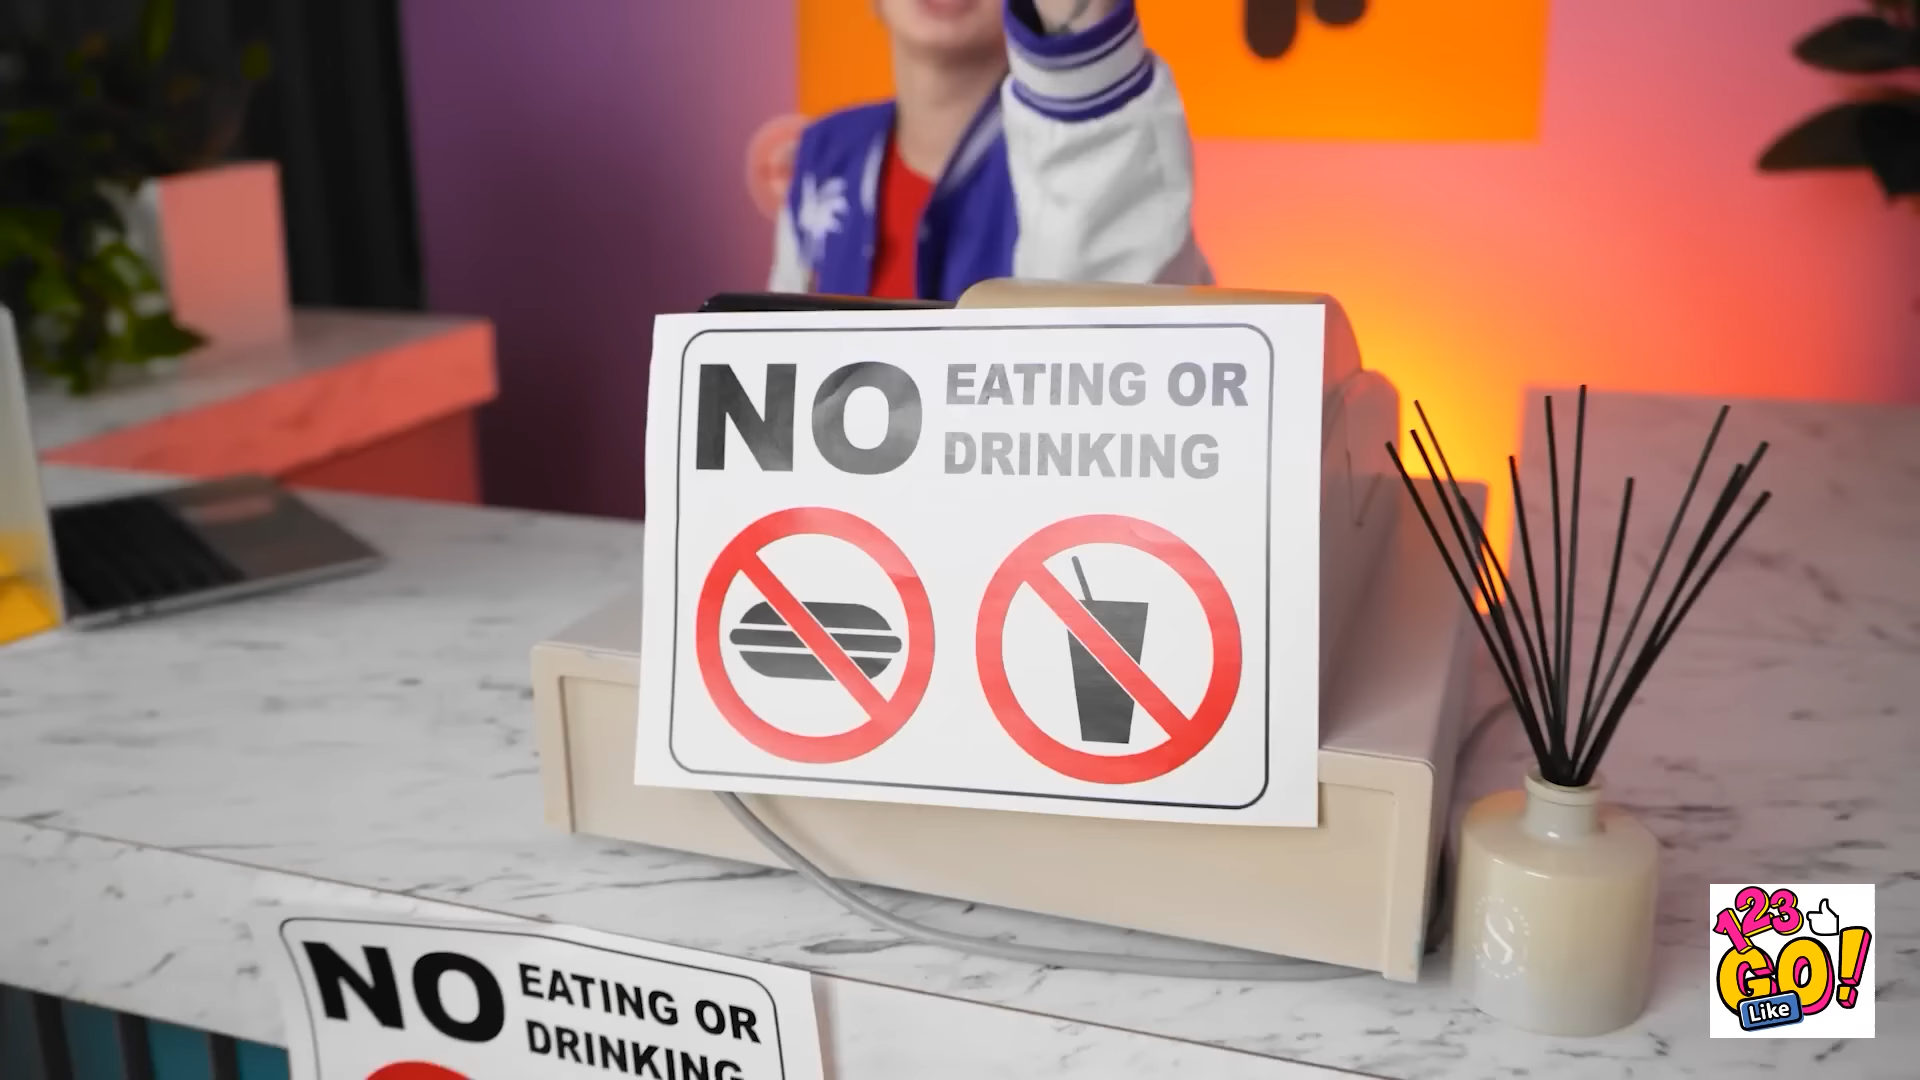 NO EATING OR
DRINKING
NO EATING OR
DRINKING
123
GO!
Like